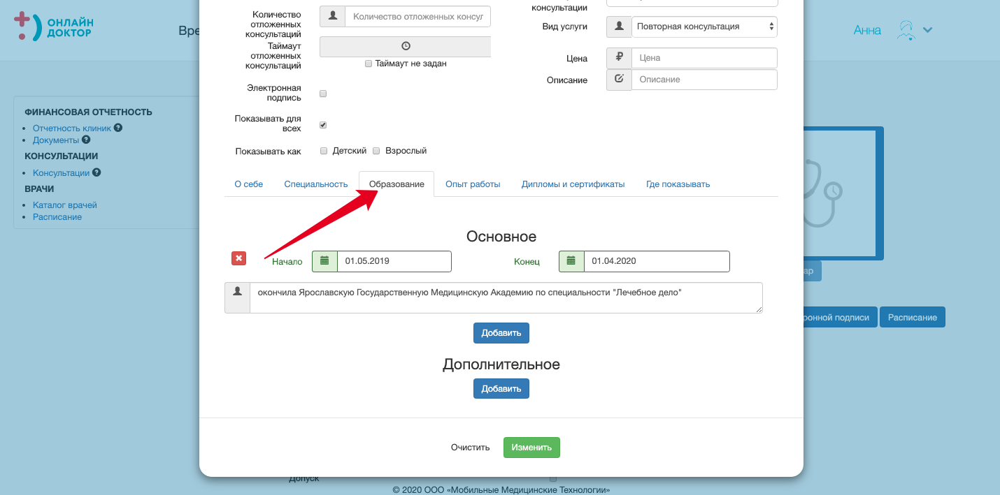 ОНЛАЙН
ДОКТОР
Вре
Анна
ФИНАНСОВАЯ ОТЧЕТНОСТЬ
Отчетность клиник
Документы
КОНСУЛЬТАЦИИ
Консультации
ВРАЧИ
Каталог врачей
Расписание
Количество
отложенных
консультаций
Количество отложенных консул
Таймаут
отложенных
консультаций
Таймаут не задан
Электронная
подпись
Показывать для
всех
Показывать как
Детский Взрослый
консультации
Вид услуги
Повторная консультация
Цена
Цена
Описание
Описание
О себе Специальность Образование Опыт работы Дипломы и сертификаты Где показывать
Основное
Начало 01.05.2019 Конец 01.04.2020
окончила Ярославскую Государственную Медицинскую Академию по специальности "Лечебное дело"
Добавить
Дополнительное
Добавить
Очистить Изменить
ар
ронной подписи Расписание
Допуск
© 2020 ООО «Мобильные Медицинские Технологии»